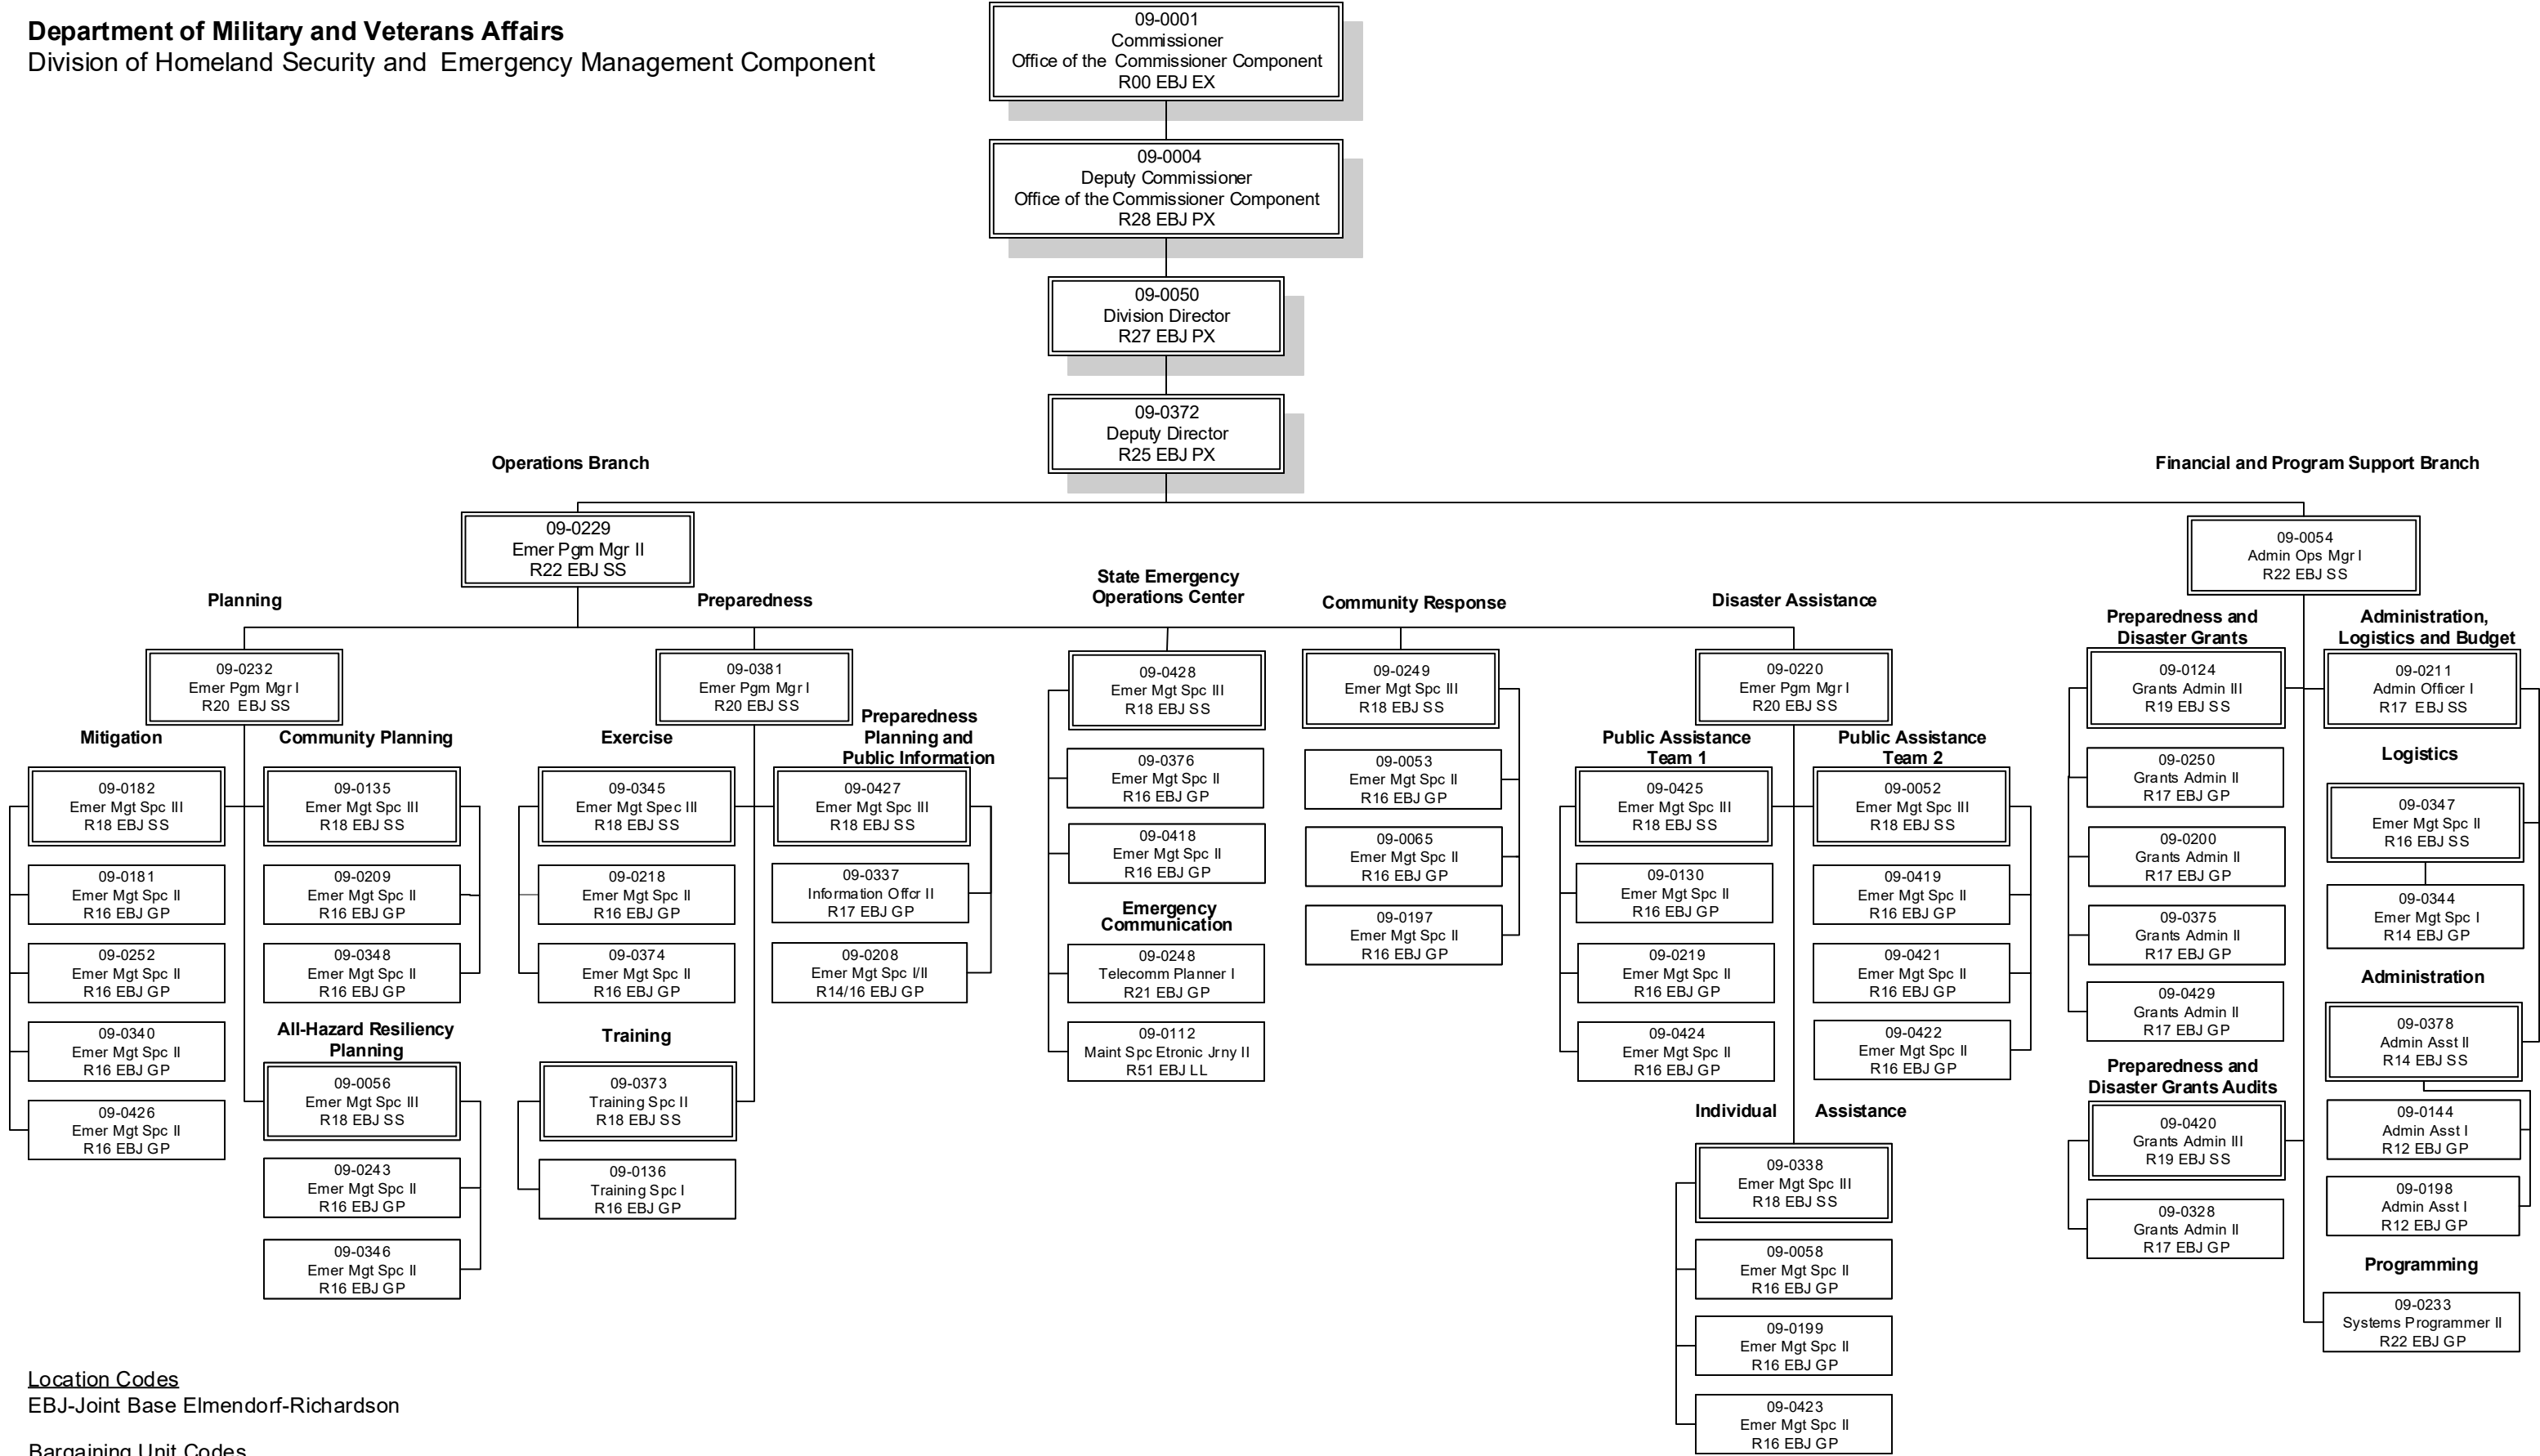 Department of Military and Veterans Affairs
Division of Homeland Security and Emergency Management Component
09-0001
Commissioner
Office of the Commissioner Component
R00 EBJ EX
09-0004
Deputy Commissioner
Office of the Commissioner Component
R28 EBJ PX
09-0050
Division Director
R27 EBJ PX
09-0372
Deputy Director
R25 EBJ PX
Operations Branch
09-0229
Emer Pgm Mgr II
R22 EBJ SS
Planning
09-0232
Emer Pgm Mgr I
R20 EBJ SS
Mitigation
09-0182
Emer Mgt Spc III
R18 EBJ SS
09-0181
Emer Mgt Spc II
R16 EBJ GP
09-0252
Emer Mgt Spc II
R16 EBJ GP
09-0340
Emer Mgt Spc II
R16 EBJ GP
09-0426
Emer Mgt Spc II
R16 EBJ GP
Community Planning
09-0135
Emer Mgt Spc III
R18 EBJ SS
09-0209
Emer Mgt Spc II
R16 EBJ GP
09-0348
Emer Mgt Spc II
R16 EBJ GP
All-Hazard Resiliency
Planning
09-0056
Emer Mgt Spc III
R18 EBJ SS
09-0243
Emer Mgt Spc II
R16 EBJ GP
09-0346
Emer Mgt Spc II
R16 EBJ GP
Preparedness
09-0381
Emer Pgm Mgr I
R20 EBJ SS
Exercise
09-0345
Emer Mgt Spec III
R18 EBJ SS
09-0218
Emer Mgt Spc II
R16 EBJ GP
09-0374
Emer Mgt Spc II
R16 EBJ GP
Training
09-0373
Training Spc II
R18 EBJ SS
09-0136
Training Spc I
R16 EBJ GP
Preparedness
Planning and
Public Information
09-0427
Emer Mgt Spc III
R18 EBJ SS
09-0337
Information Offcr II
R17 EBJ GP
09-0208
Emer Mgt Spc I/II
R14/16 EBJ GP
State Emergency
Operations Center
09-0428
Emer Mgt Spc III
R18 EBJ SS
09-0376
Emer Mgt Spc II
R16 EBJ GP
09-0418
Emer Mgt Spc II
R16 EBJ GP
Emergency
Communication
09-0248
Telecomm Planner I
R21 EBJ GP
09-0112
Maint Spc Etronic Jrny II
R51 EBJ LL
Community Response
09-0249
Emer Mgt Spc III
R18 EBJ SS
09-0053
Emer Mgt Spc II
R16 EBJ GP
09-0065
Emer Mgt Spc II
R16 EBJ GP
09-0197
Emer Mgt Spc II
R16 EBJ GP
Disaster Assistance
09-0220
Emer Pgm Mgr I
R20 EBJ SS
Public Assistance
Team 1
09-0425
Emer Mgt Spc III
R18 EBJ SS
09-0130
Emer Mgt Spc II
R16 EBJ GP
09-0219
Emer Mgt Spc II
R16 EBJ GP
09-0424
Emer Mgt Spc II
R16 EBJ GP
Public Assistance
Team 2
09-0052
Emer Mgt Spc III
R18 EBJ SS
09-0419
Emer Mgt Spc II
R16 EBJ GP
09-0421
Emer Mgt Spc II
R16 EBJ GP
09-0422
Emer Mgt Spc II
R16 EBJ GP
Individual Assistance
09-0338
Emer Mgt Spc III
R18 EBJ SS
09-0058
Emer Mgt Spc II
R16 EBJ GP
09-0199
Emer Mgt Spc II
R16 EBJ GP
09-0423
Emer Mgt Spc II
R16 EBJ GP
Financial and Program Support Branch
09-0054
Admin Ops Mgr I
R22 EBJ SS
Preparedness and
Disaster Grants
09-0124
Grants Admin III
R19 EBJ SS
09-0250
Grants Admin II
R17 EBJ GP
09-0200
Grants Admin II
R17 EBJ GP
09-0375
Grants Admin II
R17 EBJ GP
09-0429
Grants Admin II
R17 EBJ GP
Preparedness and
Disaster Grants Audits
09-0420
Grants Admin III
R19 EBJ SS
09-0328
Grants Admin II
R17 EBJ GP
Administration,
Logistics and Budget
09-0211
Admin Officer I
R17 EBJ SS
Logistics
09-0347
Emer Mgt Spc II
R16 EBJ SS
09-0344
Emer Mgt Spc I
R14 EBJ GP
Administration
09-0378
Admin Asst II
R14 EBJ SS
09-0144
Admin Asst I
R12 EBJ GP
09-0198
Admin Asst I
R12 EBJ GP
Programming
09-0233
Systems Programmer II
R22 EBJ GP
Location Codes
EBJ-Joint Base Elmendorf-Richardson
Bargaining Unit Codes